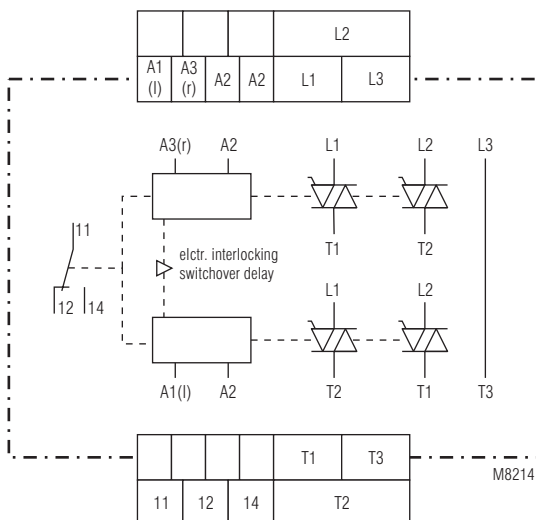 L2
A1 (l) A3 (r) A2 A2 L1 L3
A3(r) A2 L1 L2 L3
T1 T2
11
elctr. interlocking
switchover delay
12 14
L1 L2
A1(l) A2 T2 T1 T3
T1 T3
M8214
11 12 14 T2